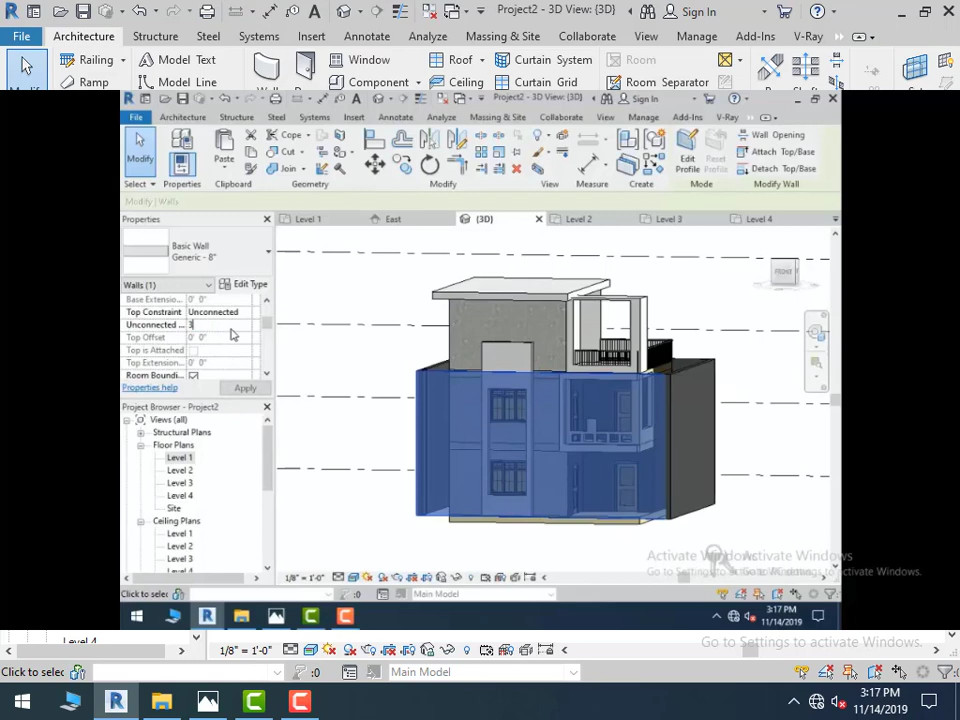 Project2 - 3D View: {3D}
Sign In
File
Architecture
Structure
Steel
Systems
Insert
Annotate
Analyze
Massing & Site
Collaborate
View
Manage
Add-Ins
V-Ray
Railing
Model Text
Window
Roof
Curtain System
Room
Ramp
Model Line
Component
Ceiling
Curtain Grid
Room Separator
Project2 - 3D View: {3D}
Sign In
File
Architecture
Structure
Steel
Systems
Insert
Annotate
Analyze
Massing & Site
Collaborate
View
Manage
Add-Ins
V-Ray
Modify
Paste
Cope
Cut
Join
Edit
Profile
Reset
Profile
Wall Opening
Attach Top/Base
Detach Top/Base
Select
Properties
Clipboard
Geometry
Modify
View
Measure
Create
Mode
Modify Wall
Modify | Walls
Properties
Level 1
East
{3D}
Level 2
Level 3
Level 4
Basic Wall
Generic - 8"
Walls (1)
Edit Type
Base Extensio... 0' 0"
Top Constraint Unconnected
Unconnected ... 3
Top Offset 0' 0"
Top is Attached
Top Extension... 0' 0"
Room Boundi...
Properties help
Apply
FRONT
Project Browser - Project2
Views (all)
Structural Plans
Floor Plans
Level 1
Level 2
Level 3
Level 4
Site
Ceiling Plans
Level 1
Level 2
Level 3
Level 4
Activate Windows
Activate Windows
Go to Settings to activate Windows.
1/8" = 1'-0"
Click to selec
:0
Main Model
3:17 PM
11/14/2019
Level 4
Go to Settings to activate Windows.
1/8" = 1'-0"
Click to selec
:0
Main Model
3:17 PM
11/14/2019